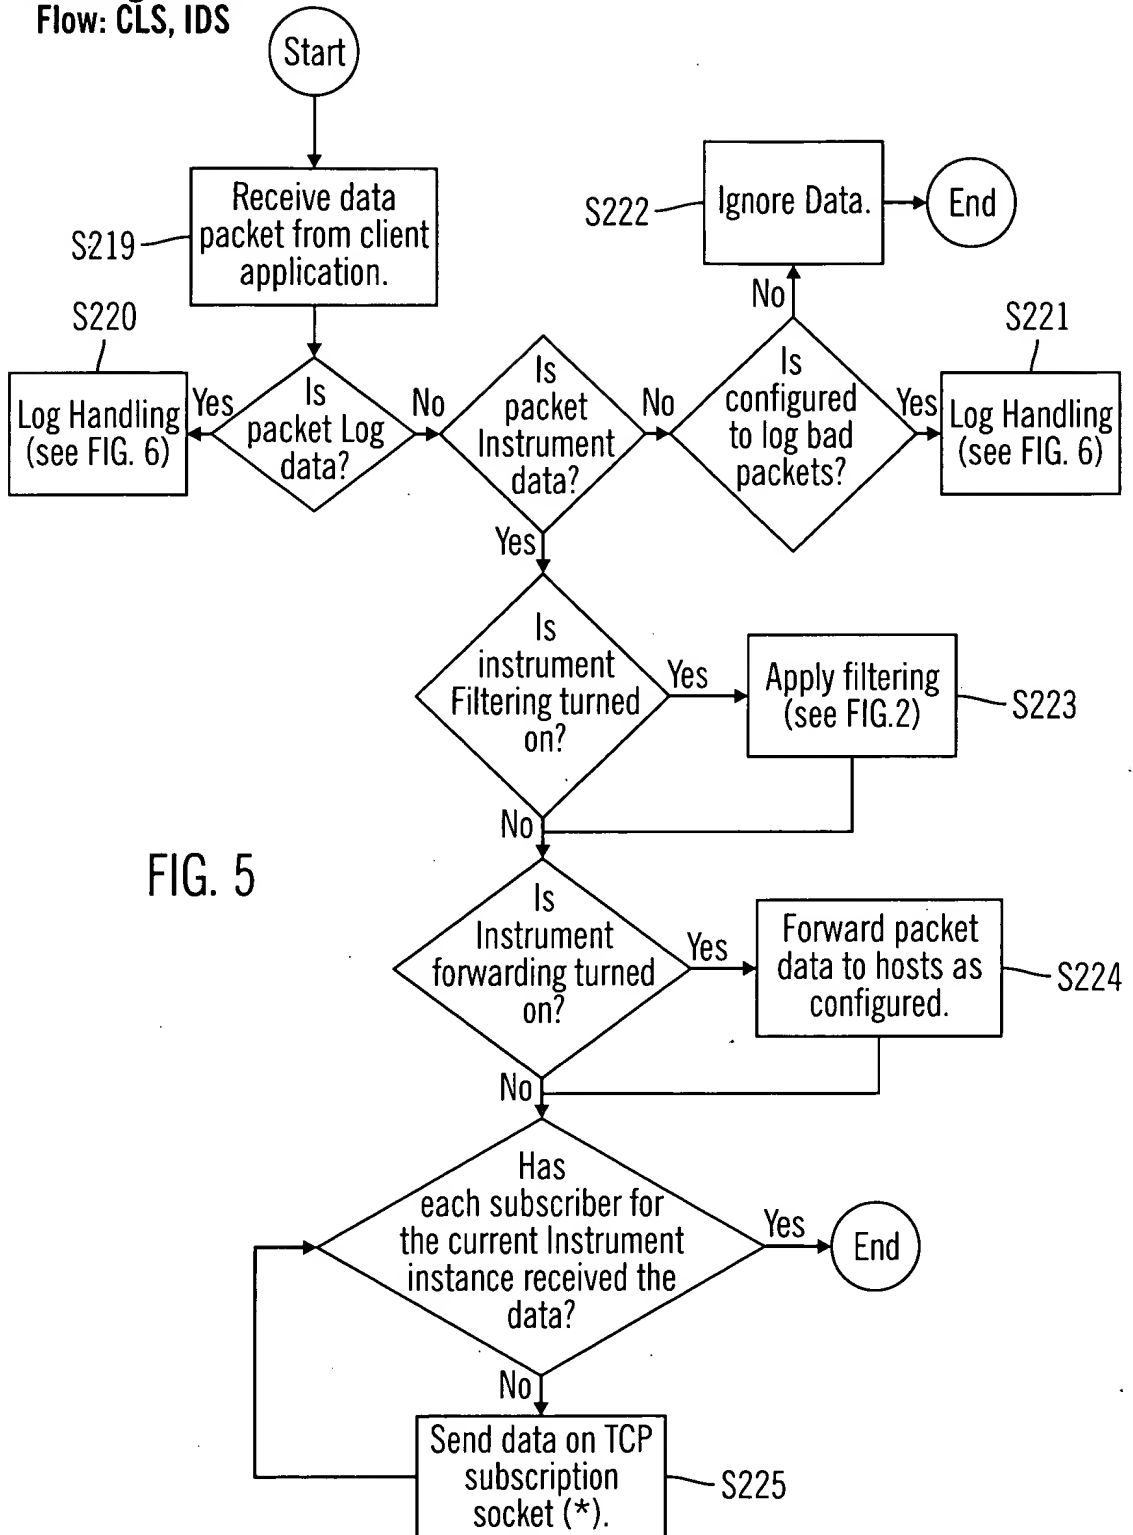 Flow: CLS, IDS
Start
Receive data
packet from client
application.
S219
S220
Log Handling
(see FIG. 6)
Yes
Is
packet Log
data?
No
Is
packet
Instrument
data?
No
Is
configured
to log bad
packets?
No
S222
Ignore Data.
End
Yes
S221
Log Handling
(see FIG. 6)
Yes
Is
instrument
Filtering turned
on?
Yes
Apply filtering
(see FIG.2)
S223
No
FIG. 5
Is
Instrument
forwarding turned
on?
Yes
Forward packet
data to hosts as
configured.
S224
No
Has
each subscriber for
the current Instrument
instance received the
data?
Yes
End
No
Send data on TCP
subscription
socket (*).
S225